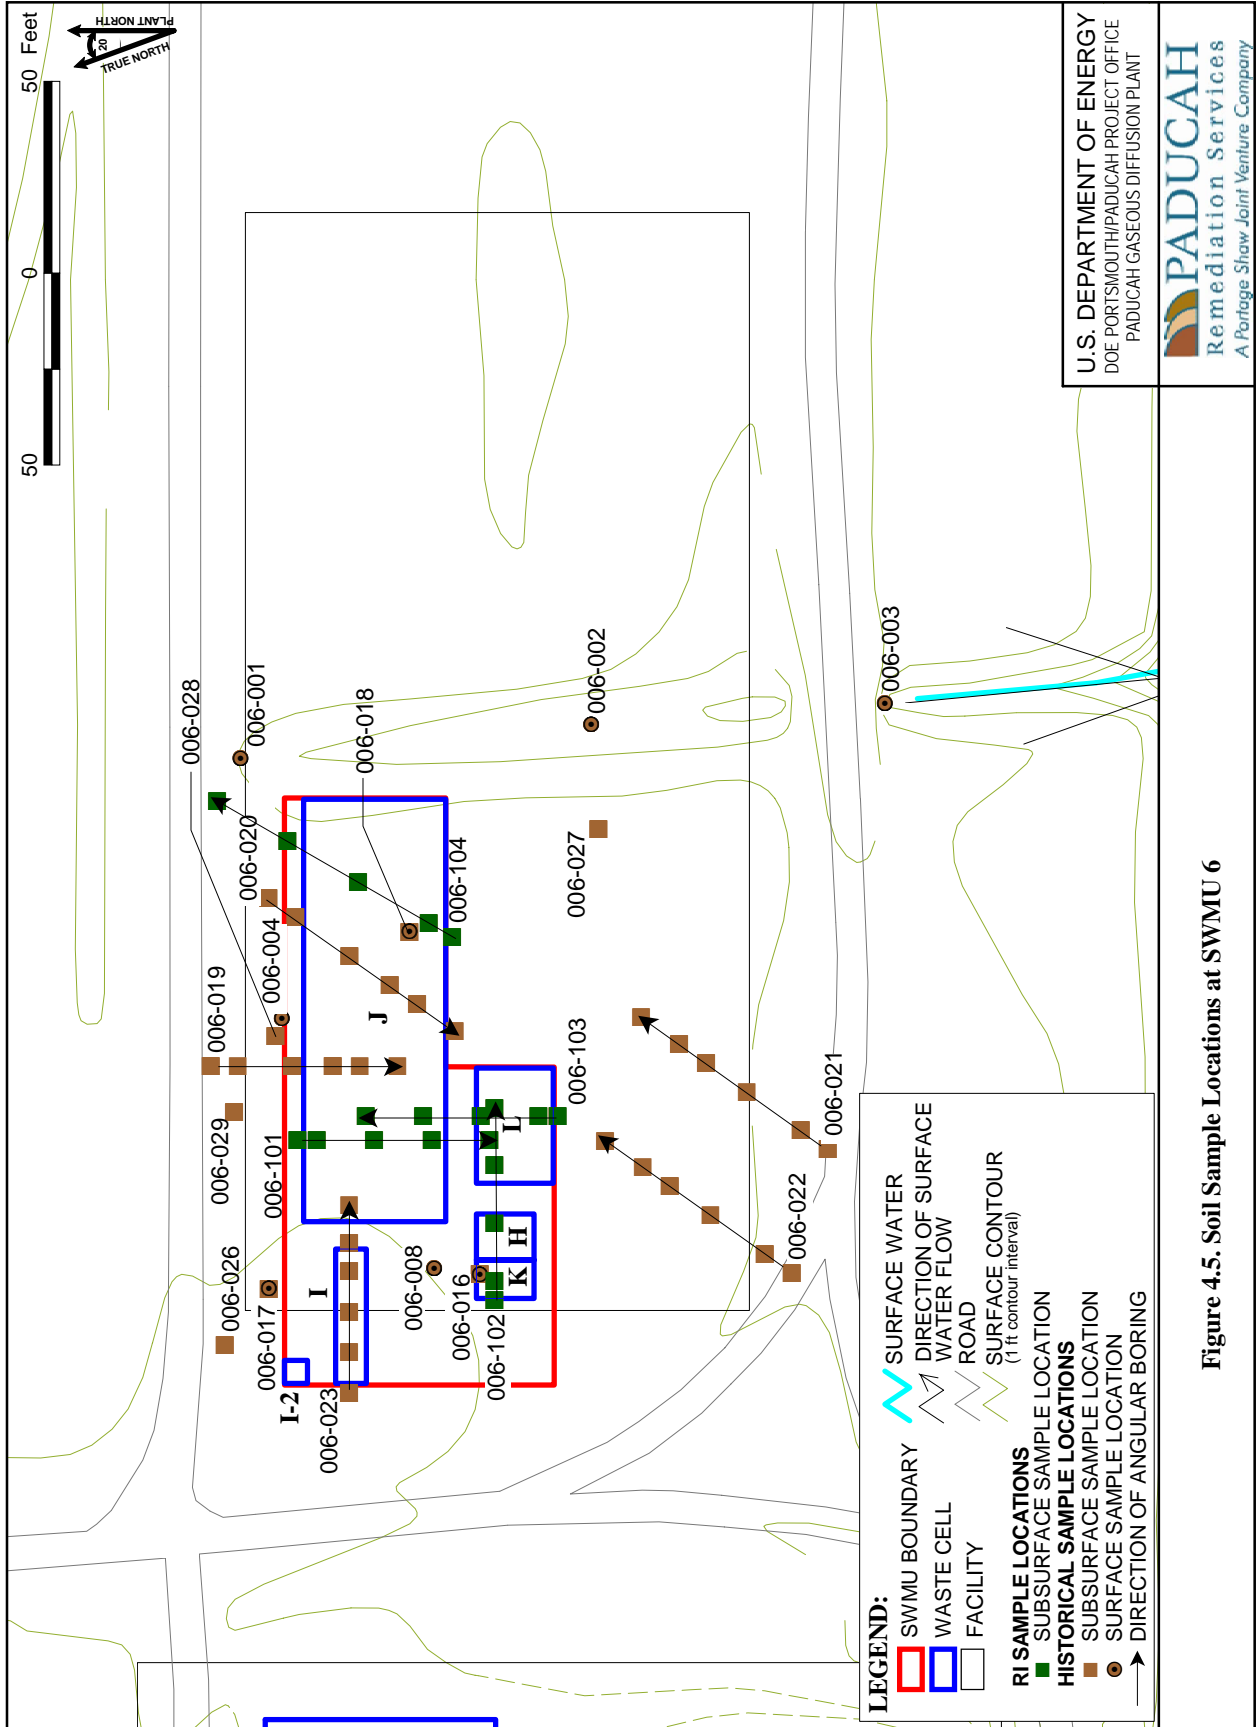 50 0 50 Feet
PLANT NORTH
20
TRUE NORTH
006-028
006-001
006-018
006-002
006-003
006-020
006-104
006-027
006-004
006-019
J
006-103
006-029
006-101
L
006-021
006-026
006-017
I
006-008
006-016
H
K
006-102
006-022
I-2
006-023
LEGEND:
SWMU BOUNDARY
WASTE CELL
FACILITY
SURFACE WATER
DIRECTION OF SURFACE
WATER FLOW
ROAD
SURFACE CONTOUR
(1 ft contour interval)
RI SAMPLE LOCATIONS
SUBSURFACE SAMPLE LOCATION
HISTORICAL SAMPLE LOCATIONS
SUBSURFACE SAMPLE LOCATION
SURFACE SAMPLE LOCATION
DIRECTION OF ANGULAR BORING
U.S. DEPARTMENT OF ENERGY
DOE PORTSMOUTH/PADUCAH PROJECT OFFICE
PADUCAH GASEOUS DIFFUSION PLANT
PADUCAH
Remediation Services
A Portage Shaw Joint Venture Company
Figure 4.5. Soil Sample Locations at SWMU 6